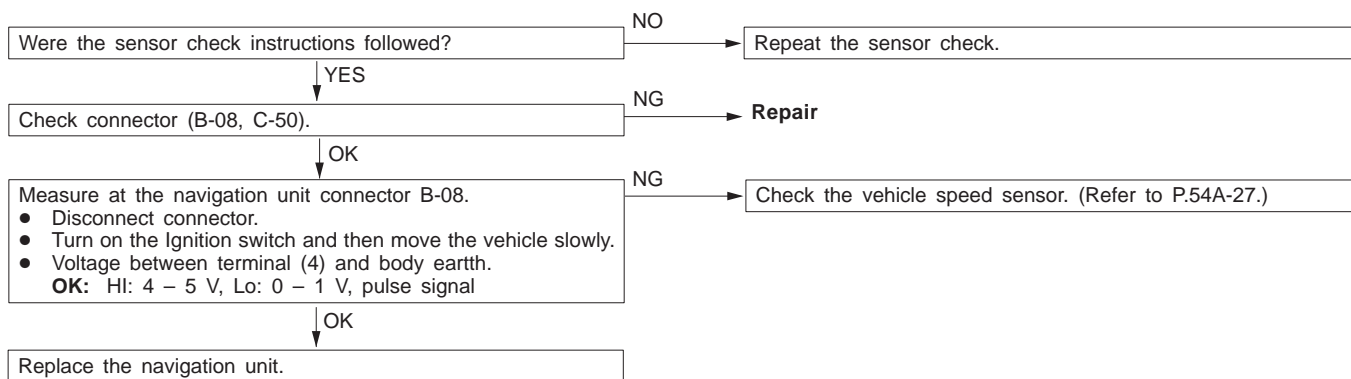 NO
Were the sensor check instructions followed?
Repeat the sensor check.
YES
NG
Check connector (B-08, C-50).
Repair
OK
Measure at the navigation unit connector B-08.
NG
Check the vehicle speed sensor. (Refer to P.54A-27.)
● Disconnect connector.
● Turn on the Ignition switch and then move the vehicle slowly.
● Voltage between terminal (4) and body eartth.
OK: HI: 4 – 5 V, Lo: 0 – 1 V, pulse signal
OK
Replace the navigation unit.